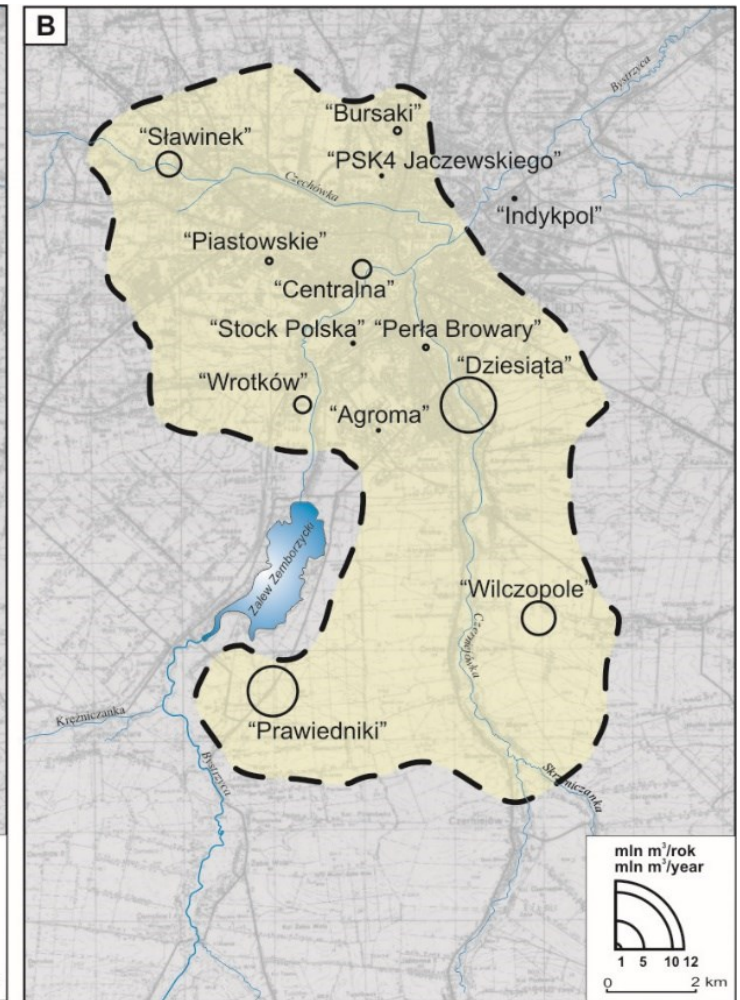 B
Bystrzyca
“Bursaki”
“Sławinek”
“PSK4 Jaczewskiego”
Czechówka
“Indykpol”
“Piastowskie”
“Centralna”
“Stock Polska” “Perła Browary”
“Dziesiąta”
“Wrotków”
“Agroma”
Zalew Zemborzycki
“Wilczopole”
Czerniejówka
Krężniczanka
“Prawiedniki”
Bystrzyca
Skrzyniczanka
mln m³/rok
mln m³/year
1 5 10 12
0 2 km